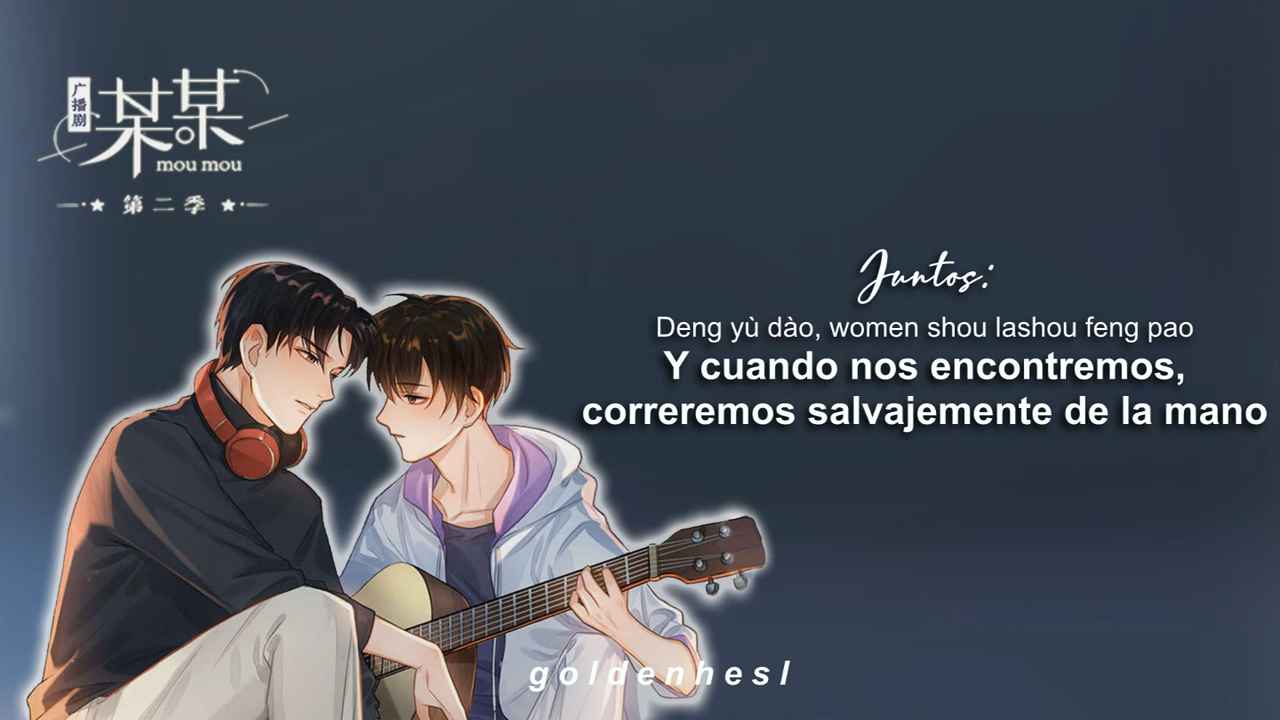 广播剧
某某
mou mou
第二季
Juntos:
Deng yù dào, women shou lashou feng pao
Y cuando nos encontremos,
correremos salvajemente de la mano
goldenhesl